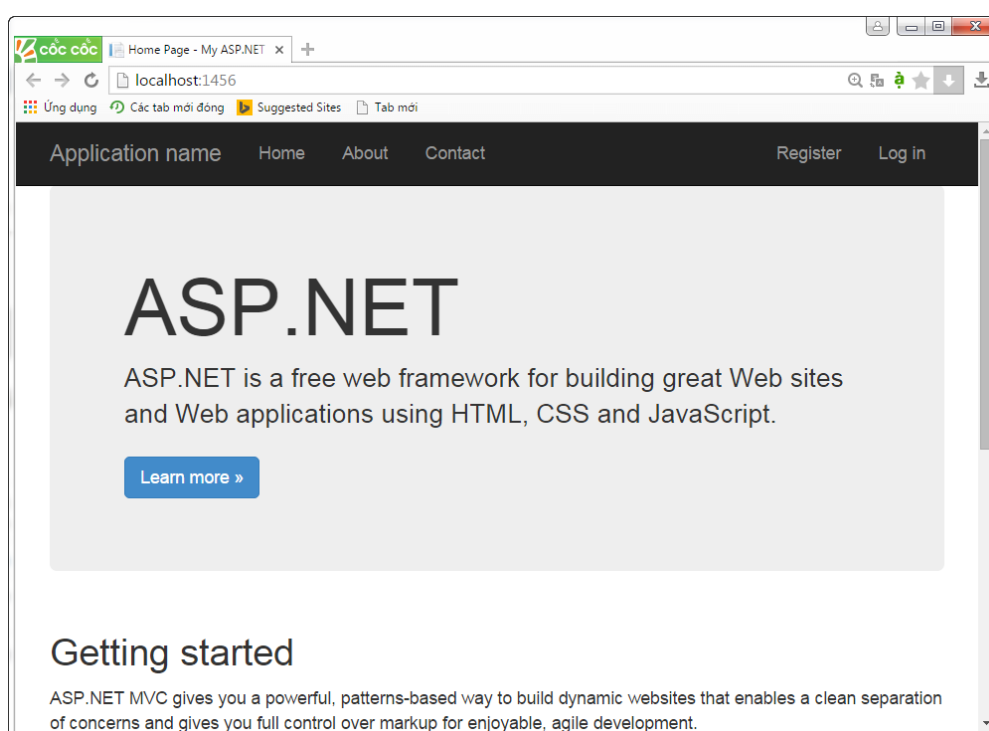 cốc cốc
Home Page - My ASP.NET
localhost:1456
Ứng dụng Các tab mới đóng Suggested Sites Tab mới
Application name Home About Contact Register Log in
ASP.NET
ASP.NET is a free web framework for building great Web sites
and Web applications using HTML, CSS and JavaScript.
Learn more »
Getting started
ASP.NET MVC gives you a powerful, patterns-based way to build dynamic websites that enables a clean separation
of concerns and gives you full control over markup for enjoyable, agile development.